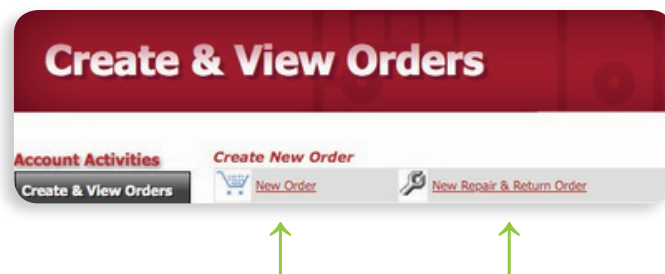 Create & View Orders
Account Activities
Create New Order
Create & View Orders
New Order
New Repair & Return Order